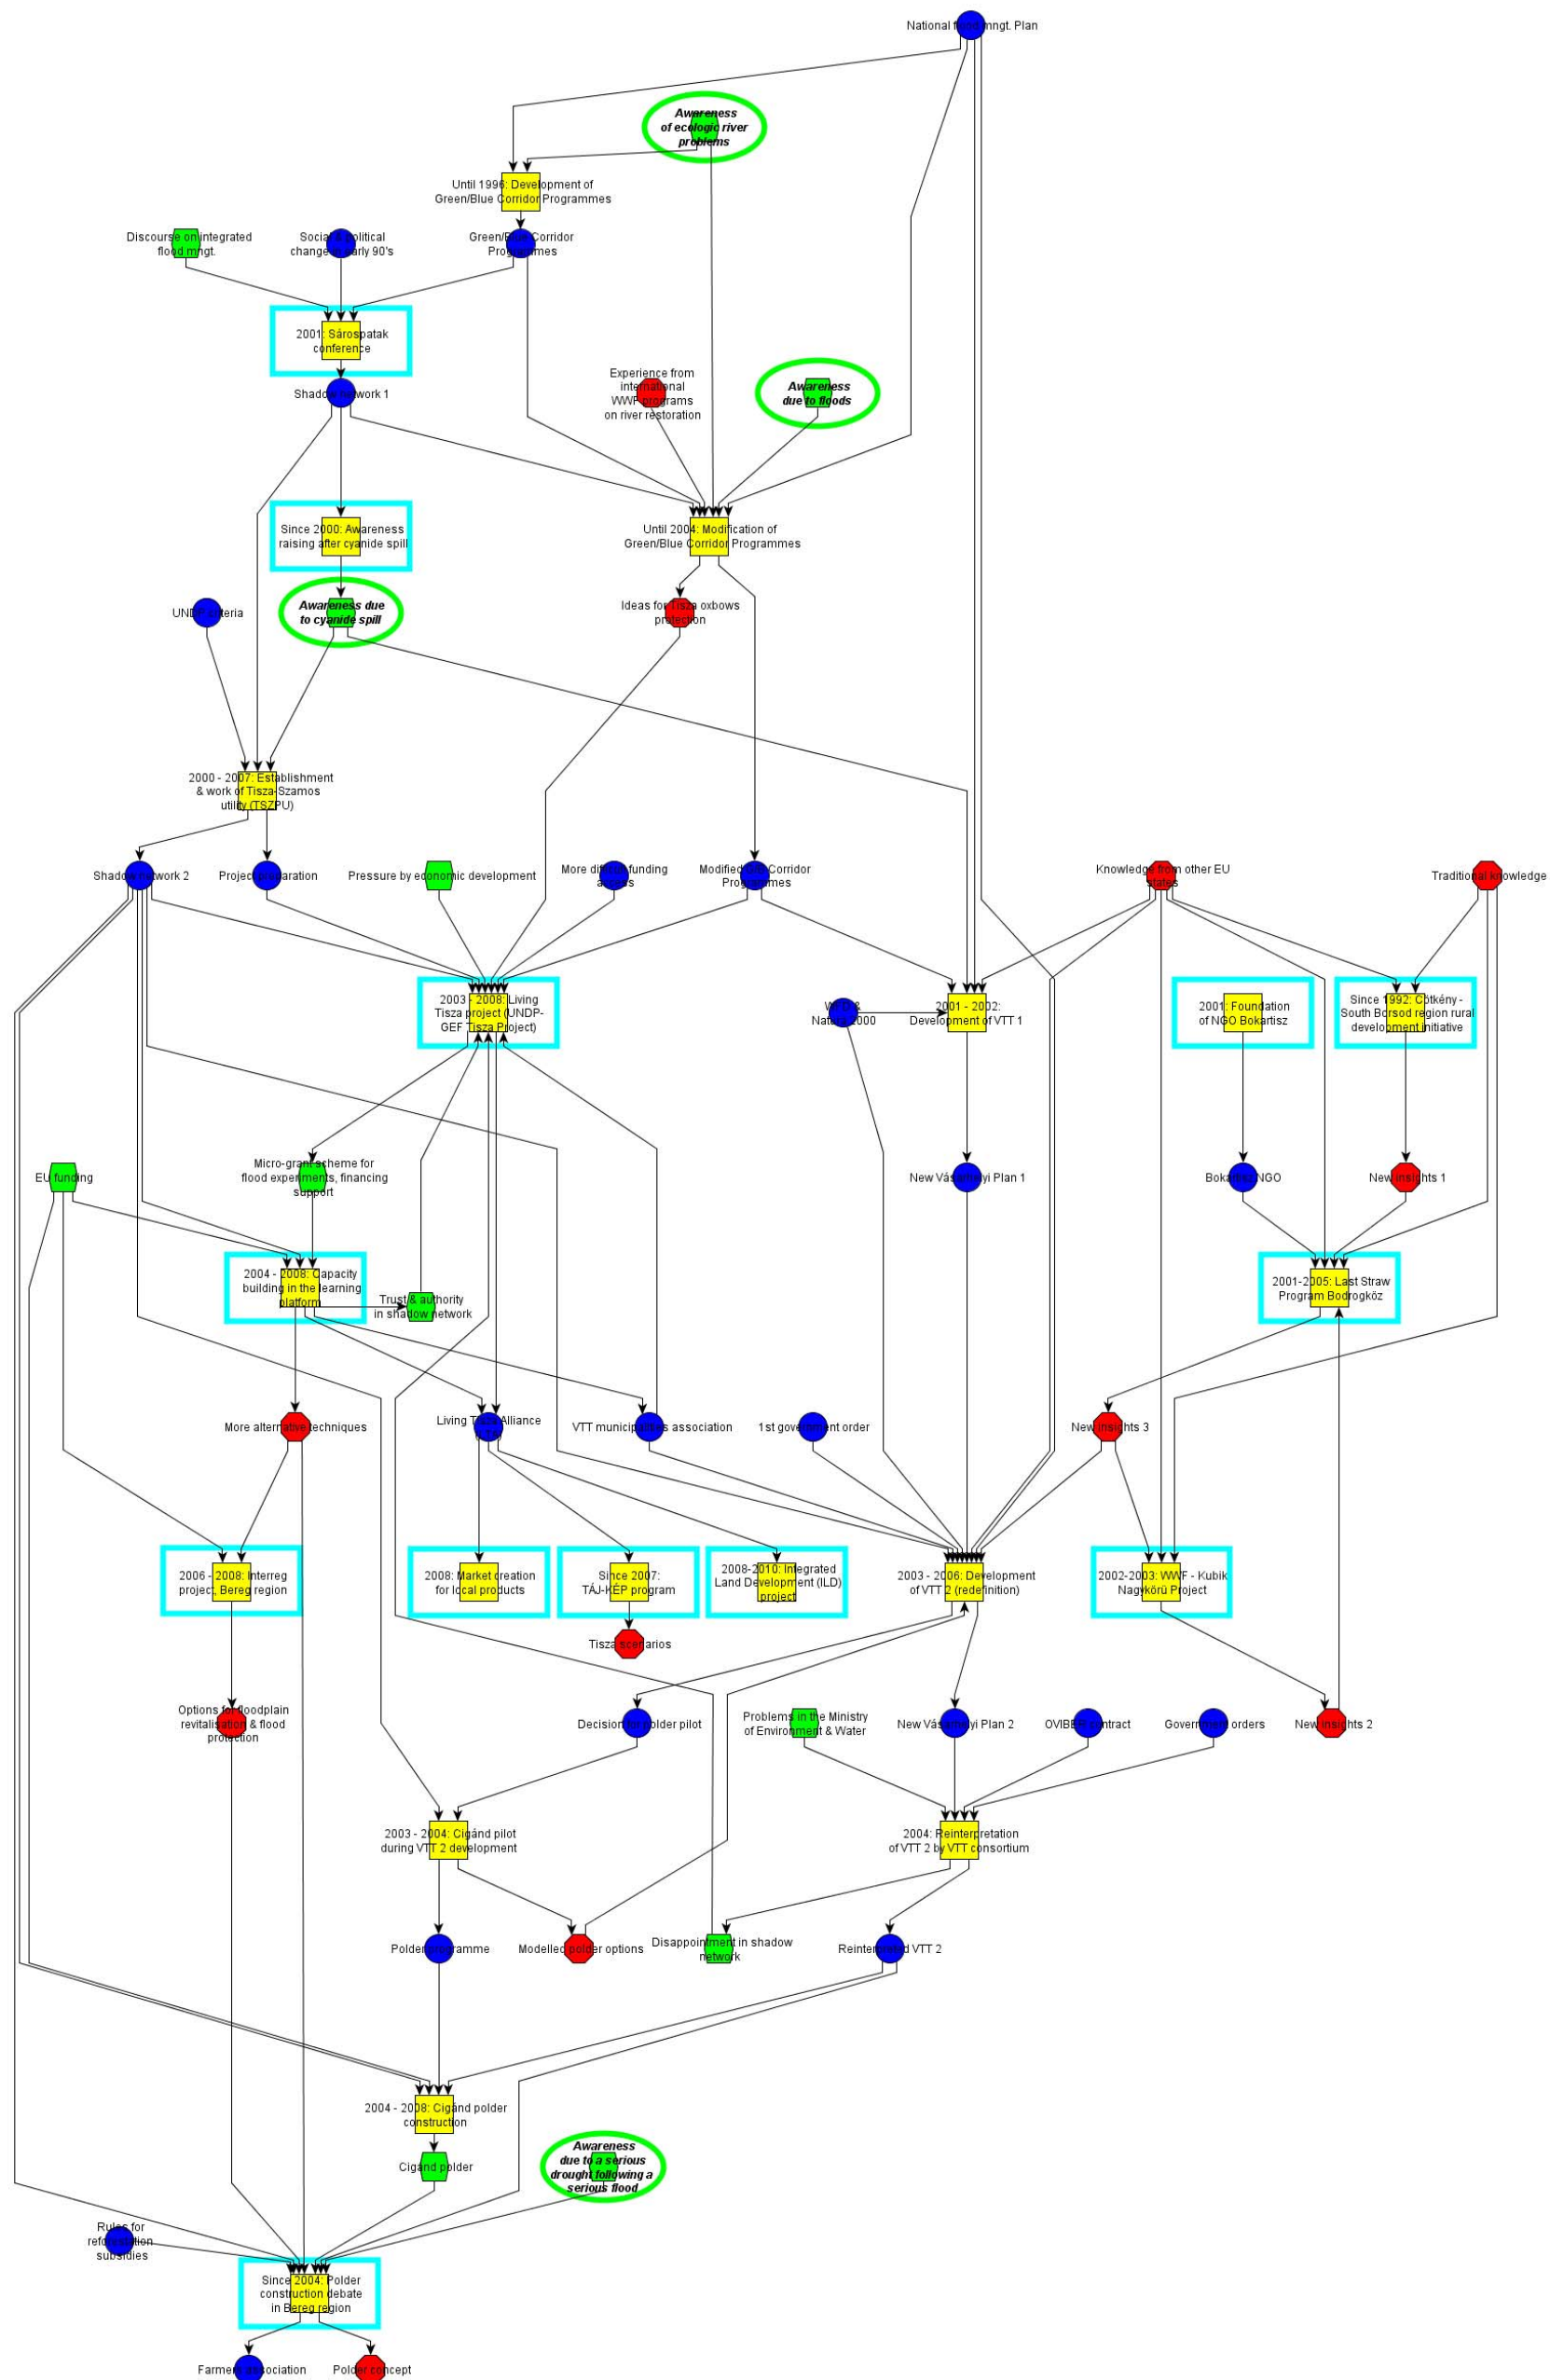 National flood mngt. Plan
Awareness
of ecologic river
problems
Until 1996: Development of
Green/Blue Corridor Programmes
Discourse on integrated
flood mngt.
Social & political
change in early 90's
Green/Blue Corridor
Programmes
2001: Sárospatak
conference
Experience from
international
WWF programs
on river restoration
Awareness
due to floods
Shadow network 1
Since 2000: Awareness
raising after cyanide spill
Until 2004: Modification of
Green/Blue Corridor Programmes
UNDP criteria
Awareness due
to cyanide spill
Ideas for Tisza oxbows
protection
2000 - 2007: Establishment
& work of Tisza-Szamos
utility (TSZPU)
Shadow network 2
Project preparation
Pressure by economic development
More difficult funding
access
Modified G/B Corridor
Programmes
Knowledge from other EU
states
Traditional knowledge
2003 - 2008: Living
Tisza project (UNDP-
GEF Tisza Project)
WFD &
Natura 2000
2001 - 2002:
Development of VTT 1
2001: Foundation
of NGO Bokartisz
Since 1992: Cötkény -
South Borsod region rural
development initiative
EU funding
Micro-grant scheme for
flood experiments, financing
support
New Vásárhelyi Plan 1
Bokartisz NGO
New insights 1
2004 - 2008: Capacity
building in the learning
platform
Trust & authority
in shadow network
2001-2005: Last Straw
Program Bodrogköz
More alternative techniques
Living Tisza Alliance
VTT municipalities association
1st government order
New insights 3
2006 - 2008: Interreg
project, Bereg region
2008: Market creation
for local products
Since 2007:
TÁJ-KÉP program
2008-2010: Integrated
Land Development (ILD)
project
2003 - 2006: Development
of VTT 2 (redefinition)
2002-2003: WWF - Kubik
Nagykörü Project
Tisza scenarios
Options for floodplain
revitalisation & flood
protection
Decision for polder pilot
Problems in the Ministry
of Environment & Water
New Vásárhelyi Plan 2
OVIBER contract
Government orders
New insights 2
2003 - 2004: Cigánd pilot
during VTT 2 development
2004: Reinterpretation
of VTT 2 by VTT consortium
Polder programme
Modelled polder options
Disappointment in shadow
network
Reinterpreted VTT 2
2004 - 2008: Cigánd polder
construction
Cigánd polder
Awareness
due to a serious
drought following a
serious flood
Rules for
reforestation
subsidies
Since 2004: Polder
construction debate
in Bereg region
Farmers association
Polder concept